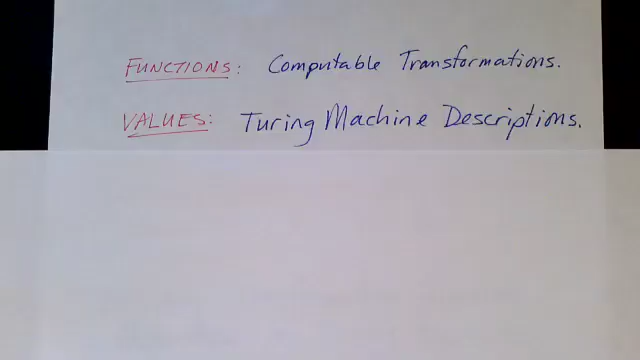 FUNCTIONS: Computable Transformations.
VALUES: Turing Machine Descriptions.